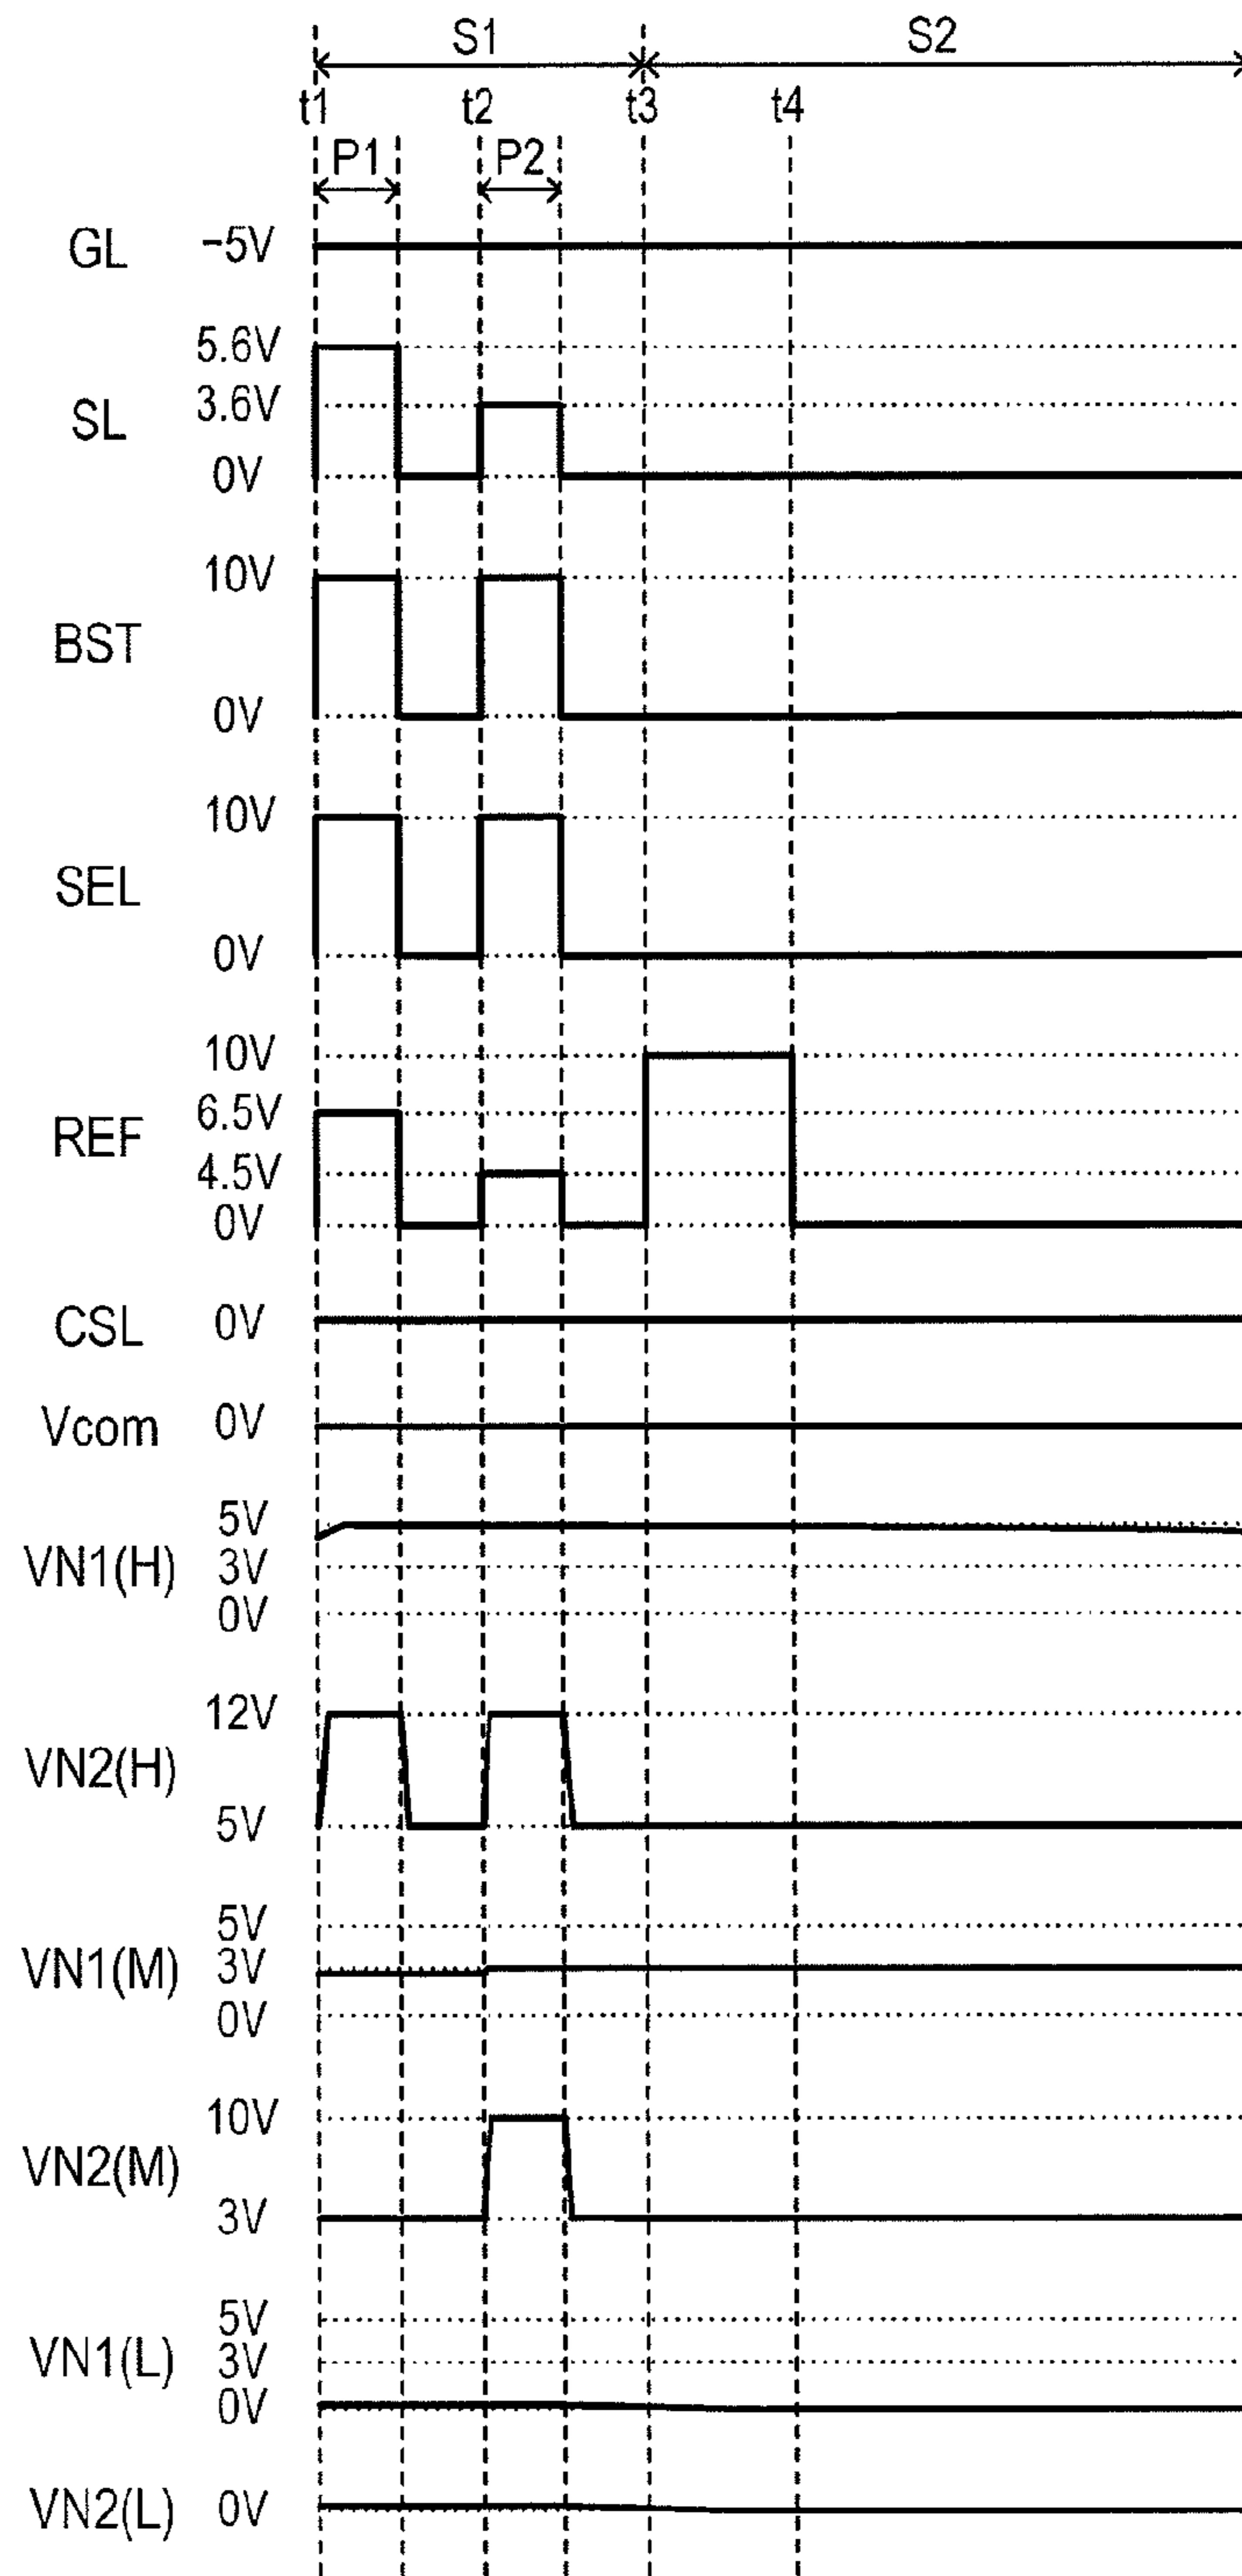 S1 S2
t1 t2 t3 t4
P1 P2
GL -5V
5.6V
SL 3.6V
0V
10V
BST
0V
10V
SEL
0V
10V
REF 6.5V
4.5V
0V
CSL 0V
Vcom 0V
5V
VN1(H) 3V
0V
12V
VN2(H)
5V
5V
VN1(M) 3V
0V
10V
VN2(M)
3V
5V
VN1(L) 3V
0V
VN2(L) 0V